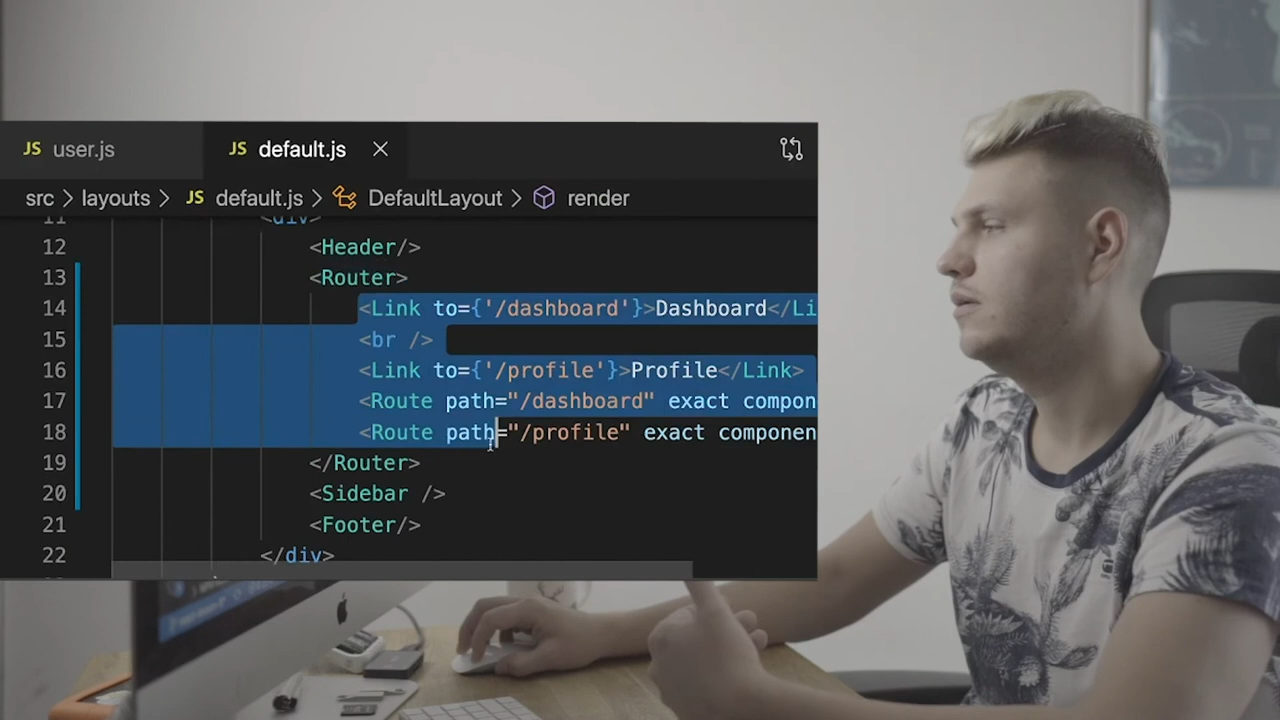 JS user.js JS default.js
src > layouts > JS default.js > DefaultLayout > render
11 <div>
12 <Header/>
13 <Router>
14 <Link to={'/dashboard'}>Dashboard</Li
15 <br />
16 <Link to={'/profile'}>Profile</Link>
17 <Route path="/dashboard" exact compon
18 <Route path="/profile" exact componen
19 </Router>
20 <Sidebar />
21 <Footer/>
22 </div>